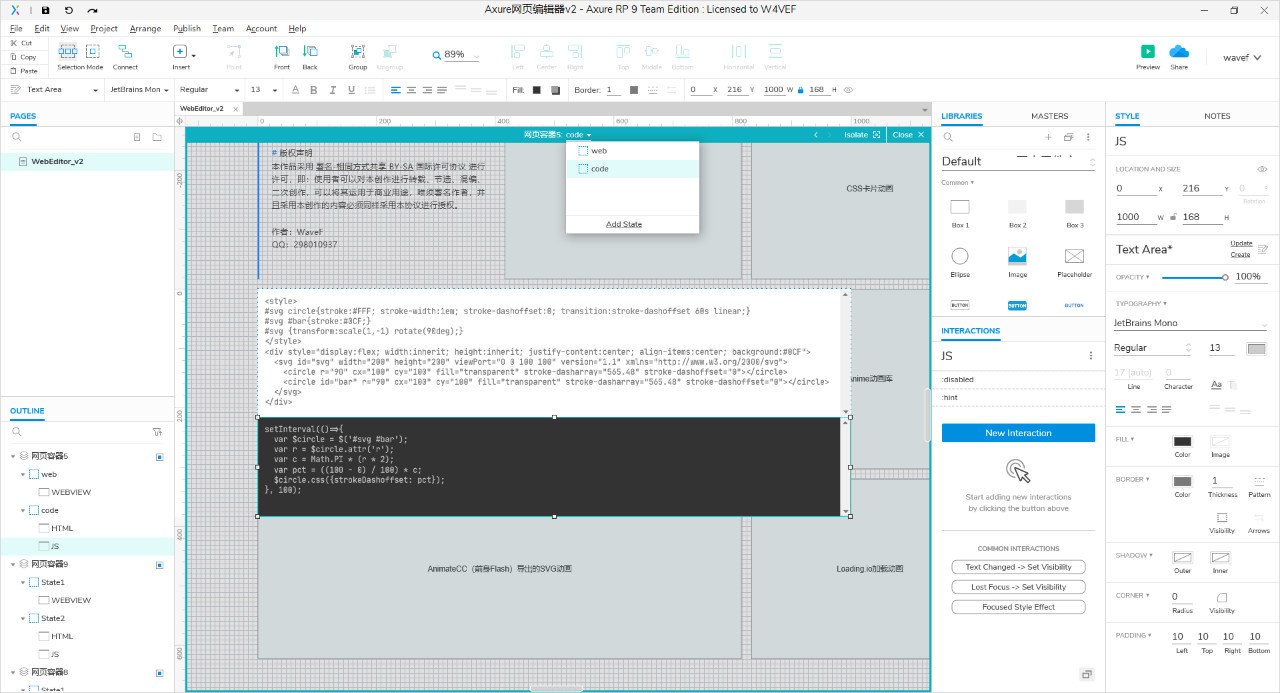 Axure网页编辑器v2 - Axure RP 9 Team Edition : Licensed to W4VEF
File Edit View Project Arrange Publish Team Account Help
Cut
Copy
Paste
Selection Mode Connect Insert Point Front Back Group Ungroup 89% Left Center Right Top Middle Bottom Horizontal Vertical Preview Share wavef
Text Area JetBrains Mon Regular 13 Fill: Border: 1 0 X 216 Y 1000 W 168 H
PAGES
WebEditor_v2
OUTLINE
网页容器5
web
WEBVIEW
code
HTML
JS
网页容器9
State1
WEBVIEW
State2
HTML
JS
网页容器8
State1
WebEditor_v2
0 200 400 600 800 1000
-200
0
200
400
600
网页容器5: code
Isolate Close
web
code
Add State
# 版权声明
本作品采用 署名-相同方式共享 BY-SA 国际许可协议 进行
许可，即：使用者可以对本创作进行转载、节选、混编、
二次创作，可以将其运用于商业用途，唯须署名作者，并
且采用本创作的内容必须同样采用本协议进行授权。
作者：WaveF
QQ：298010937
CSS卡片动画
<style>
#svg circle{stroke:#FFF; stroke-width:1em; stroke-dashoffset:0; transition:stroke-dashoffset 60s linear;}
#svg #bar{stroke:#0CF;}
#svg {transform:scale(1,-1) rotate(90deg);}
</style>
<div style="display:flex; width:inherit; height:inherit; justify-content:center; align-items:center; background:#0CF">
<svg id="svg" width="200" height="200" viewPort="0 0 100 100" version="1.1" xmlns="http://www.w3.org/2000/svg">
<circle r="90" cx="100" cy="100" fill="transparent" stroke-dasharray="565.48" stroke-dashoffset="0"></circle>
<circle id="bar" r="90" cx="100" cy="100" fill="transparent" stroke-dasharray="565.48" stroke-dashoffset="0"></circle>
</svg>
</div>
anime动画库
setInterval(()=>{
var $circle = $('#svg #bar');
var r = $circle.attr('r');
var c = Math.PI * (r * 2);
var pct = ((100 - 0) / 100) * c;
$circle.css({strokeDashoffset: pct});
}, 100);
AnimateCC（前身Flash）导出的SVG动画
Loading.io加载动画
LIBRARIES MASTERS
Default
Common
Box 1 Box 2 Box 3
Ellipse Image Placeholder
BUTTON BUTTON BUTTON
INTERACTIONS
JS
:disabled
:hint
New Interaction
Start adding new interactions
by clicking the button above
COMMON INTERACTIONS
Text Changed -> Set Visibility
Lost Focus -> Set Visibility
Focused Style Effect
STYLE NOTES
JS
LOCATION AND SIZE
0 X 216 Y 0 °
Rotation
1000 W 168 H
Text Area* Update
Create
OPACITY 100%
TYPOGRAPHY
JetBrains Mono
Regular 13
17 (auto) 0
Line Character
FILL
Color Image
BORDER 1
Color Thickness Pattern
Visibility Arrows
SHADOW
Outer Inner
CORNER 0
Radius Visibility
PADDING 10 10 10 10
Left Top Right Bottom